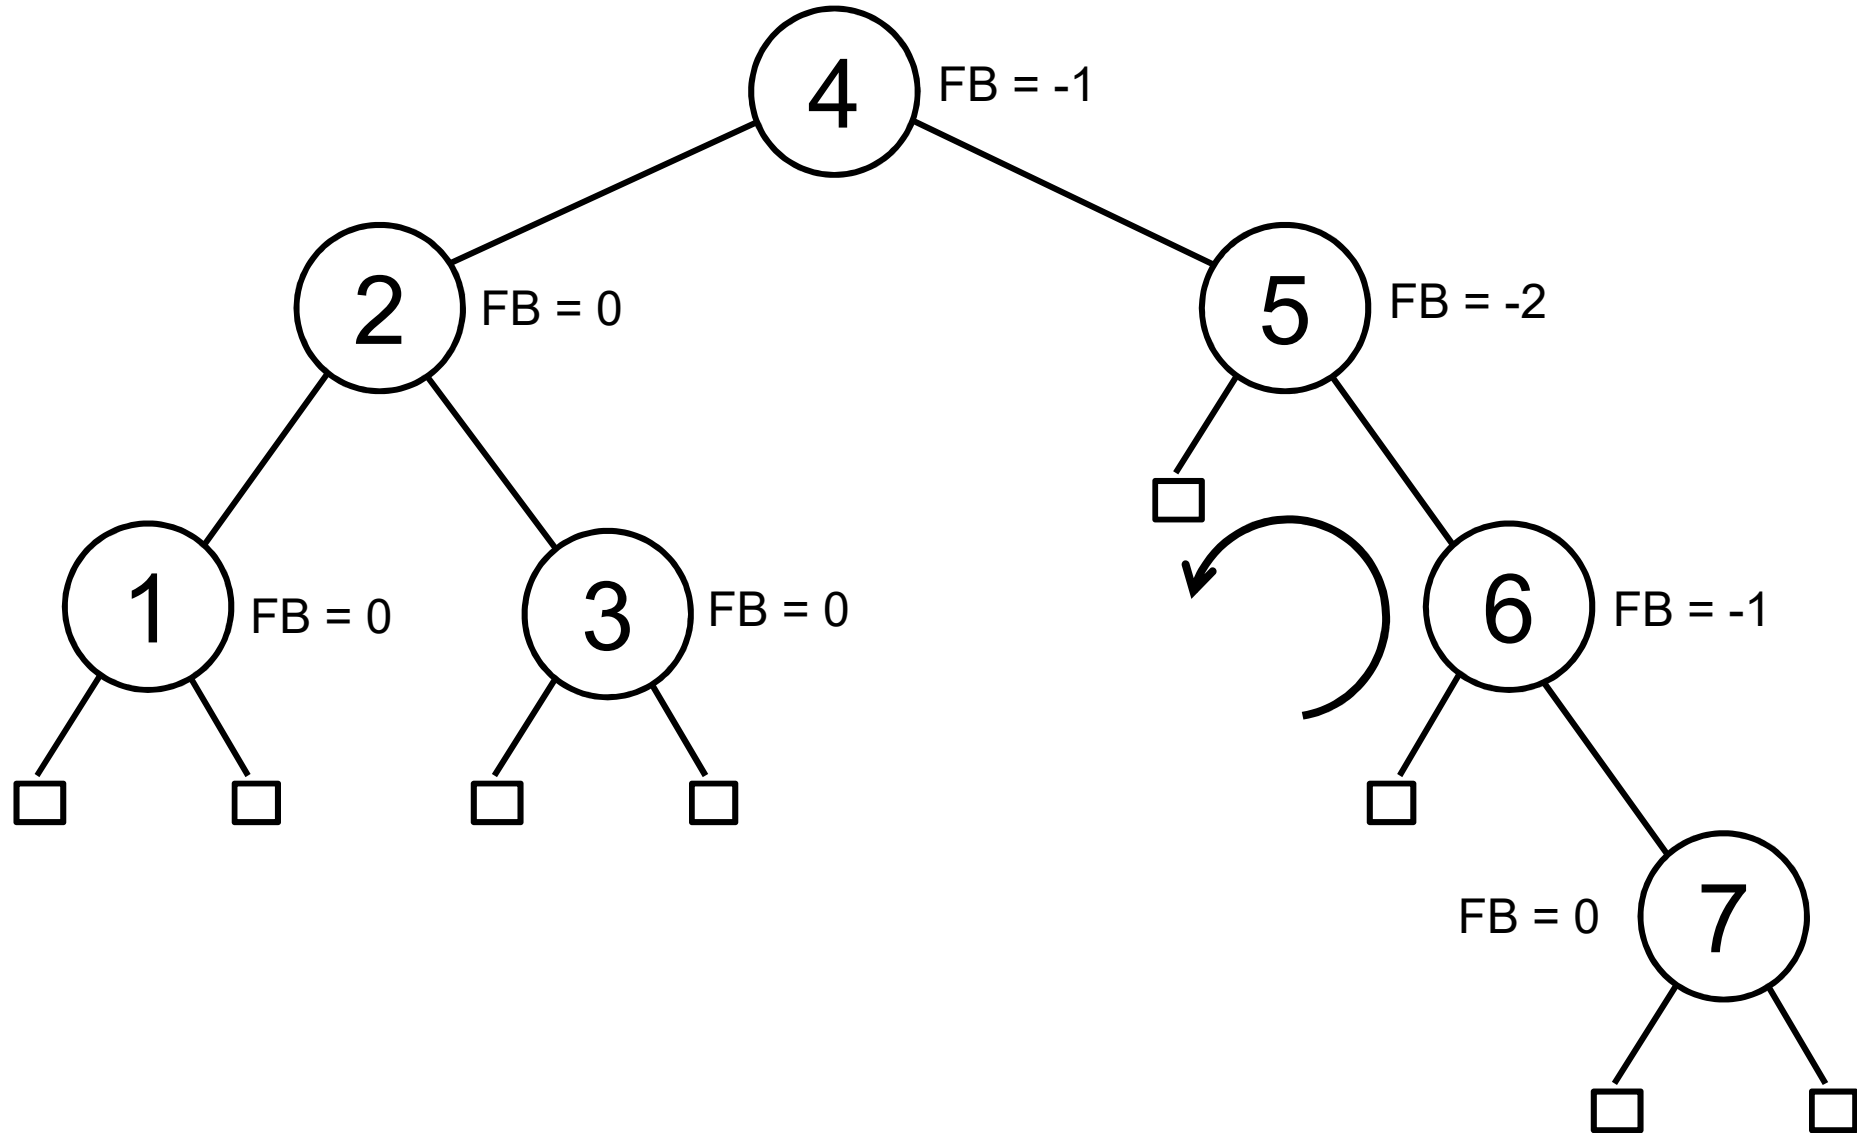 4 FB = -1
2 FB = 0
5 FB = -2
1 FB = 0
3 FB = 0
6 FB = -1
FB = 0 7